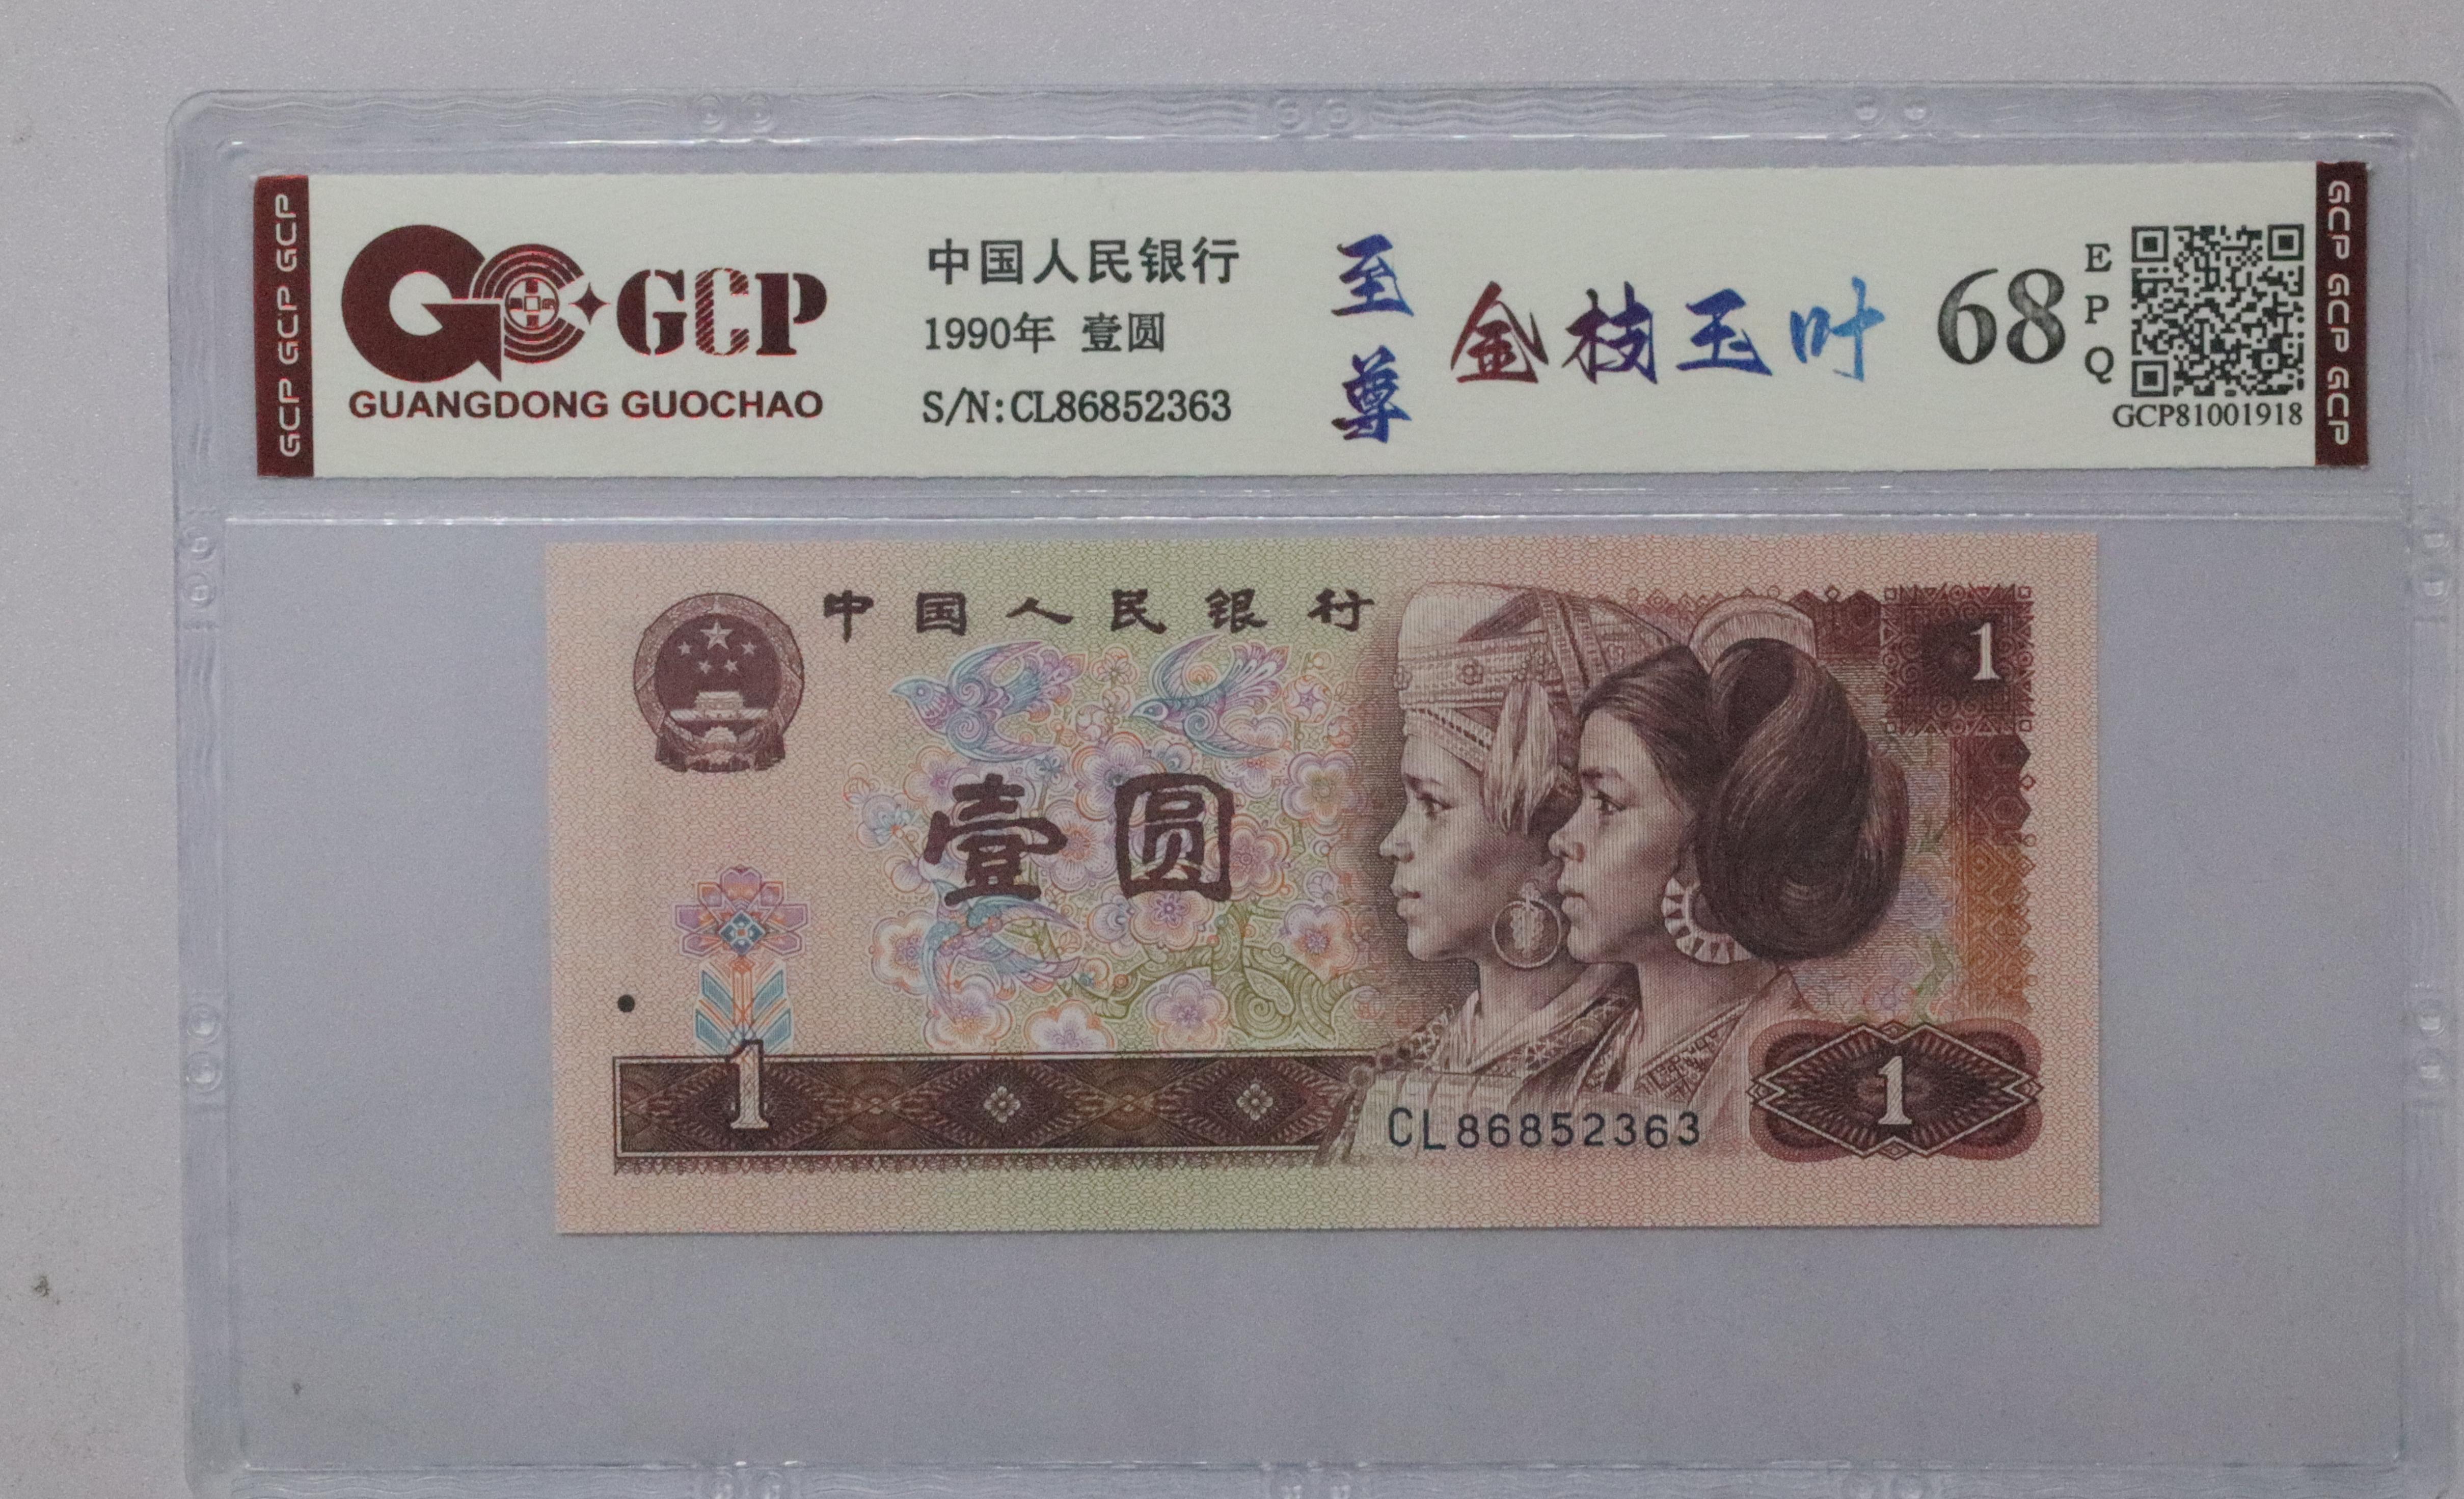 GCP GCP GCP
GCP
GUANGDONG GUOCHAO
中国人民银行
1990年 壹圆
S/N:CL86852363
至尊
金枝玉叶
68
EPQ
GCP81001918
GCP GCP GCP
中国人民银行
1
壹圆
1
CL86852363
1